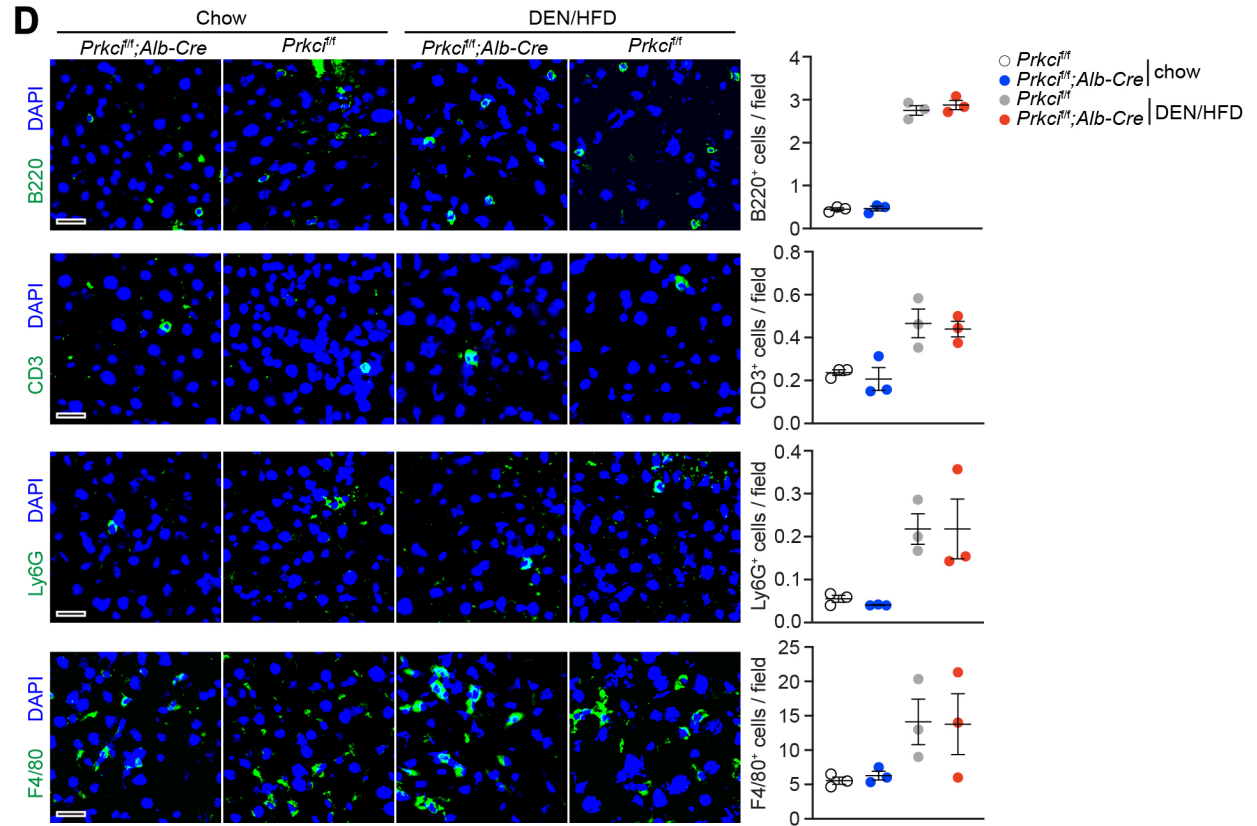 D
Chow DEN/HFD
Prkcif/f;Alb-Cre Prkcif/f Prkcif/f;Alb-Cre Prkcif/f
B220 DAPI
CD3 DAPI
Ly6G DAPI
F4/80 DAPI
B220+ cells / field
4
3
2
1
0
CD3+ cells / field
0.8
0.6
0.4
0.2
0.0
Ly6G+ cells / field
0.4
0.3
0.2
0.1
0.0
F4/80+ cells / field
25
20
15
10
5
0
Prkcif/f
Prkcif/f;Alb-Cre
chow
Prkcif/f
Prkcif/f;Alb-Cre
DEN/HFD